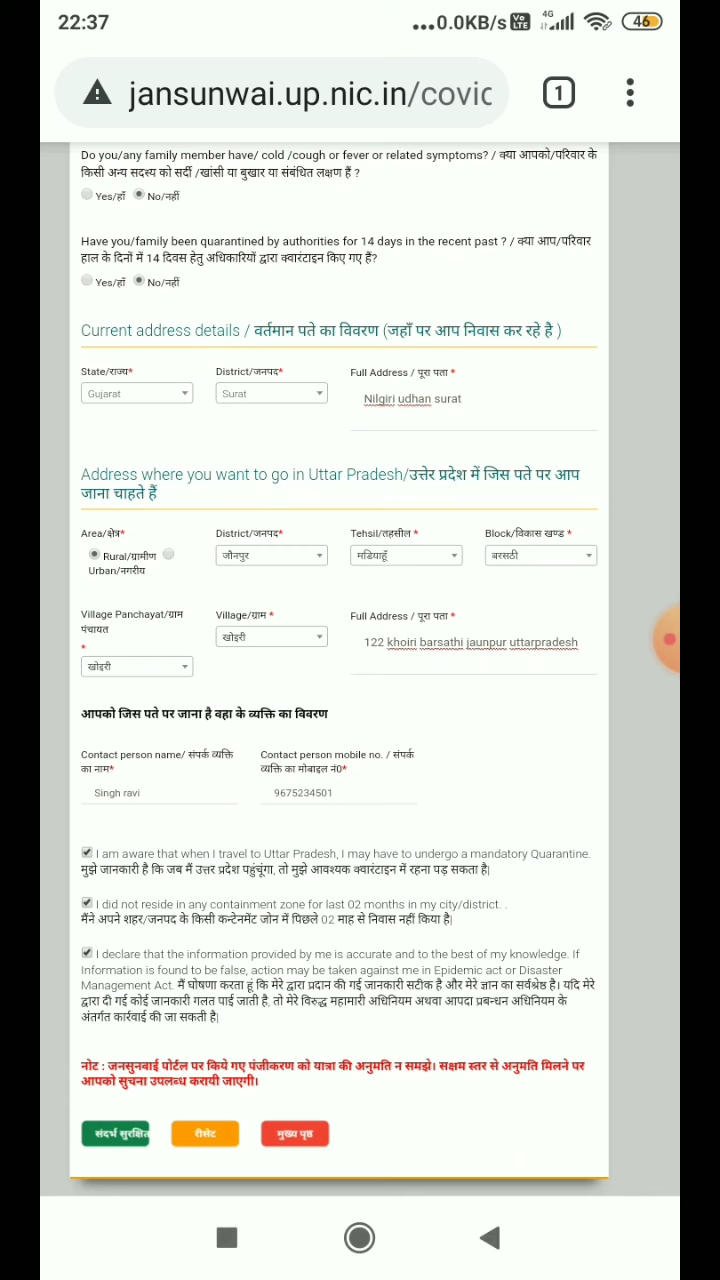 22:37
...0.0KB/s Vo LTE 4G 46
jansunwai.up.nic.in/covid
1
Do you/any family member have/ cold /cough or fever or related symptoms? / क्या आपको/परिवार के
किसी अन्य सदस्य को सर्दी /खांसी या बुखार या संबंधित लक्षण हैं ?
Yes/हाँ No/नहीं
Have you/family been quarantined by authorities for 14 days in the recent past ? / क्या आप/परिवार
हाल के दिनों में 14 दिवस हेतु अधिकारियों द्वारा क्वारंटाइन किए गए हैं?
Yes/हाँ No/नहीं
Current address details / वर्तमान पते का विवरण (जहाँ पर आप निवास कर रहे है )
State/राज्य* District/जनपद* Full Address / पूरा पता *
Gujarat Surat Nilgiri udhan surat
Address where you want to go in Uttar Pradesh/उत्तेर प्रदेश में जिस पते पर आप
जाना चाहते हैं
Area/क्षेत्र* District/जनपद* Tehsil/तहसील * Block/विकास खण्ड *
Rural/ग्रामीण जौनपुर मडियाहूँ बरसठी
Urban/नगरीय
Village Panchayat/ग्राम Village/ग्राम * Full Address / पूरा पता *
पंचायत
*
खोइरी खोइरी 122 khoiri barsathi jaunpur uttarpradesh
आपको जिस पते पर जाना है वहा के व्यक्ति का विवरण
Contact person name/ संपर्क व्यक्ति Contact person mobile no. / संपर्क
का नाम* व्यक्ति का मोबाइल नं0*
Singh ravi 9675234501
I am aware that when I travel to Uttar Pradesh, I may have to undergo a mandatory Quarantine.
मुझे जानकारी है कि जब मैं उत्तर प्रदेश पहुंचूंगा, तो मुझे आवश्यक क्वारंटाइन में रहना पड़ सकता है|
I did not reside in any containment zone for last 02 months in my city/district. .
मैंने अपने शहर/जनपद के किसी कन्टेनमेंट जोन में पिछले 02 माह से निवास नहीं किया है|
I declare that the information provided by me is accurate and to the best of my knowledge. If
Information is found to be false, action may be taken against me in Epidemic act or Disaster
Management Act. मैं घोषणा करता हूं कि मेरे द्वारा प्रदान की गई जानकारी सटीक है और मेरे ज्ञान का सर्वश्रेष्ठ है। यदि मेरे
द्वारा दी गई कोई जानकारी गलत पाई जाती है, तो मेरे विरुद्ध महामारी अधिनियम अथवा आपदा प्रबन्धन अधिनियम के
अंतर्गत कार्रवाई की जा सकती है|
नोट : जनसुनवाई पोर्टल पर किये गए पंजीकरण को यात्रा की अनुमति न समझे। सक्षम स्तर से अनुमति मिलने पर
आपको सुचना उपलब्ध करायी जाएगी।
संदर्भ सुरक्षित रीसेट मुख्य पृष्ठ